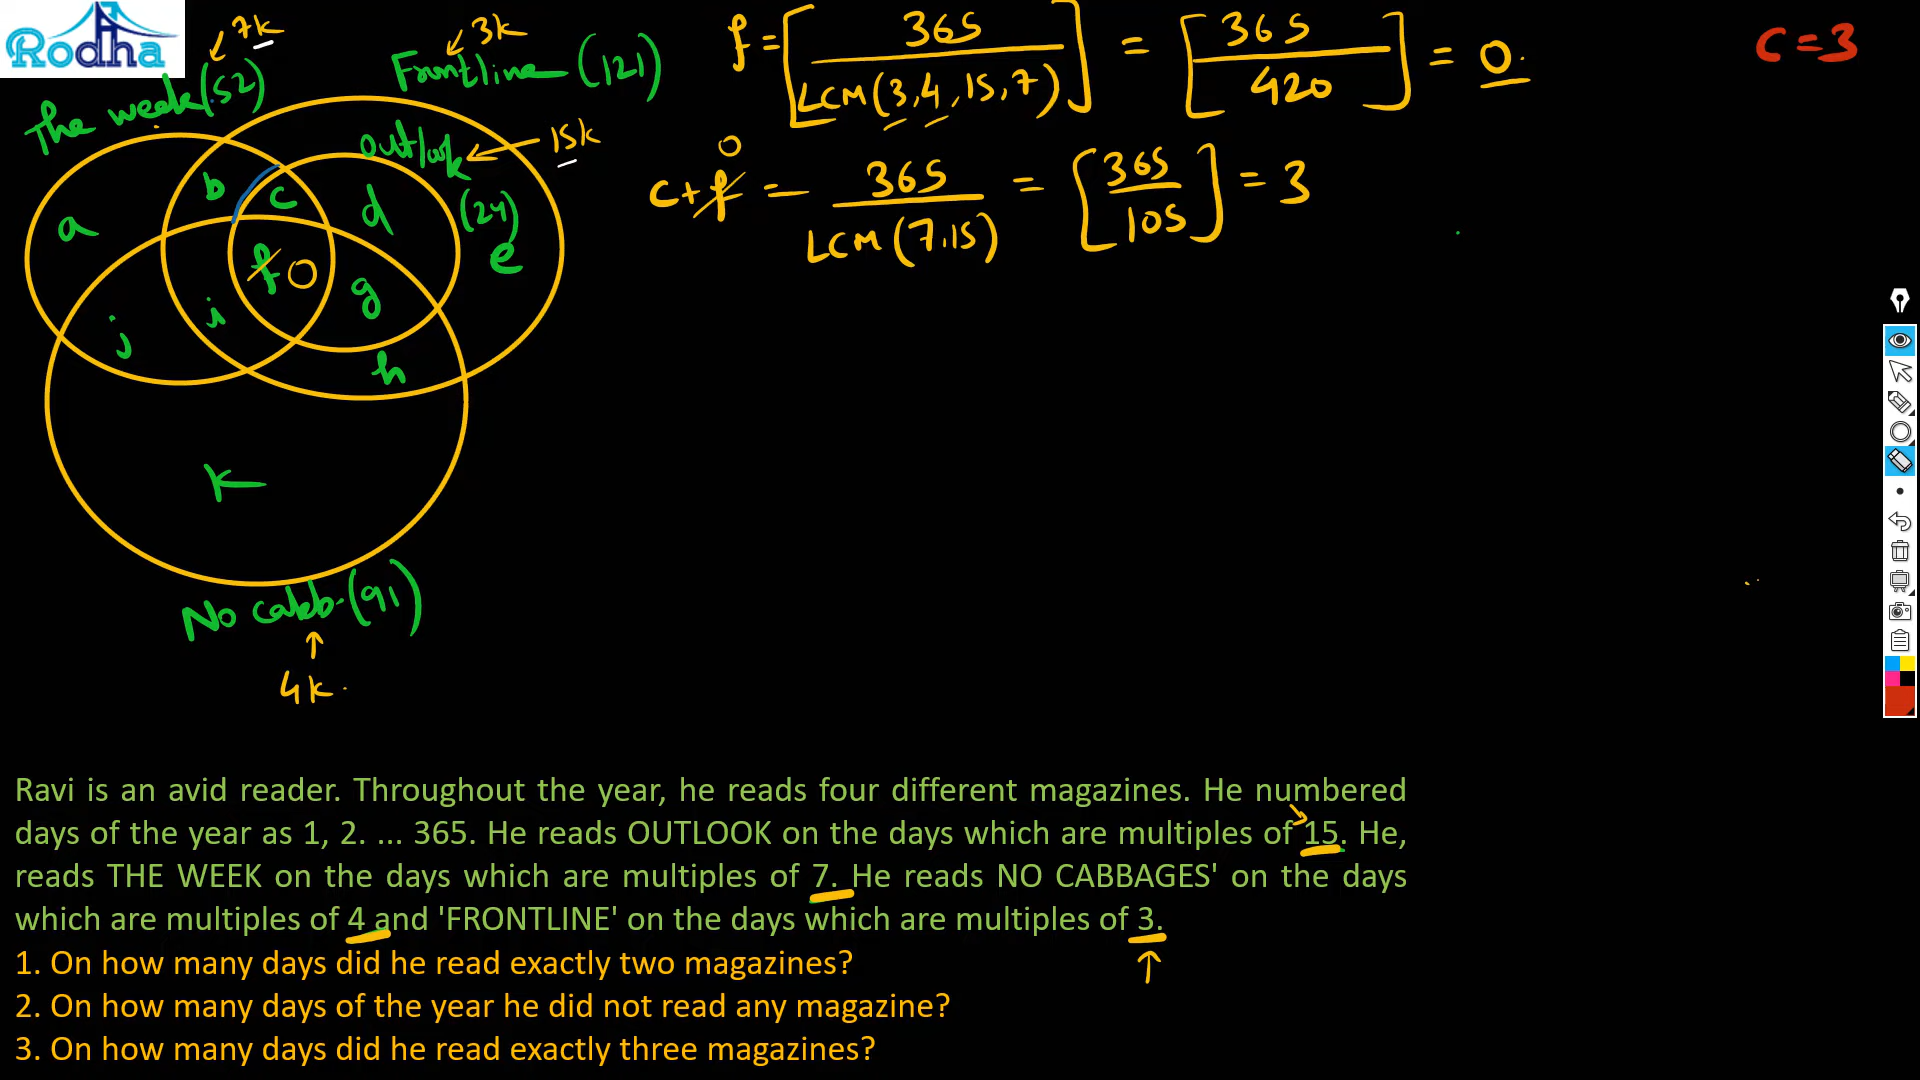 Rodha
7k
The week (52)
3k
Frontline (121)
outlook
15k
(24)
a
b
c
d
e
f 0
g
h
i
j
k
No cabb. (91)
4k.
f = [ 365 / LCM(3, 4, 15, 7) ] = [ 365 / 420 ] = 0.
0
c + f = 365 / LCM(7.15) = [ 365 / 105 ] = 3
c = 3
Ravi is an avid reader. Throughout the year, he reads four different magazines. He numbered
days of the year as 1, 2. ... 365. He reads OUTLOOK on the days which are multiples of 15. He,
reads THE WEEK on the days which are multiples of 7. He reads NO CABBAGES' on the days
which are multiples of 4 and 'FRONTLINE' on the days which are multiples of 3.
1. On how many days did he read exactly two magazines?
2. On how many days of the year he did not read any magazine?
3. On how many days did he read exactly three magazines?